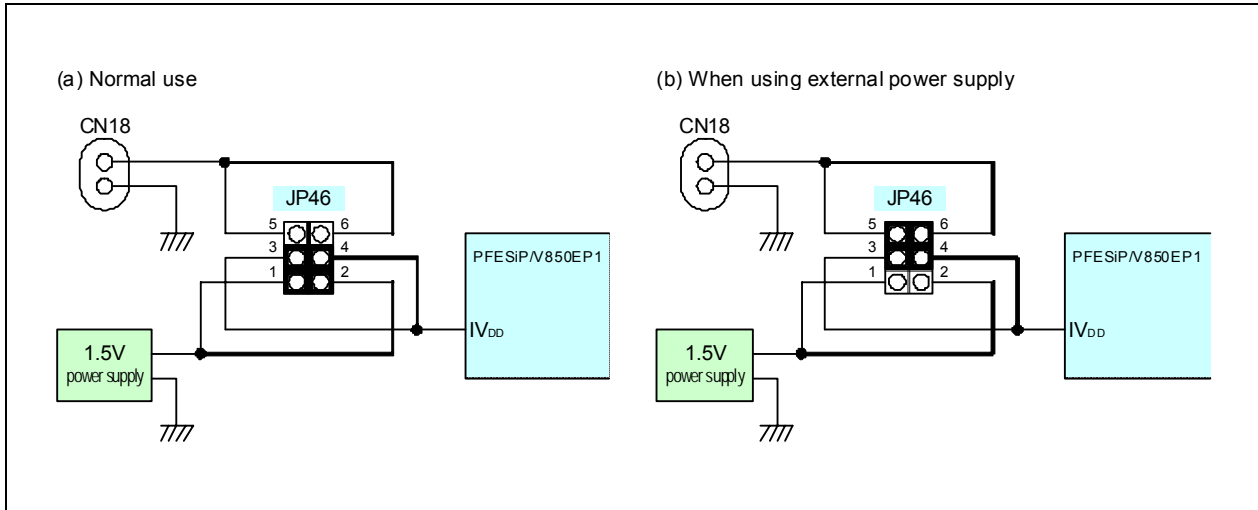 (a) Normal use
CN18
JP46
5 6
3 4
1 2
PFESiP/V850EP1
IVDD
1.5V
power supply
(b) When using external power supply
CN18
JP46
5 6
3 4
1 2
PFESiP/V850EP1
IVDD
1.5V
power supply